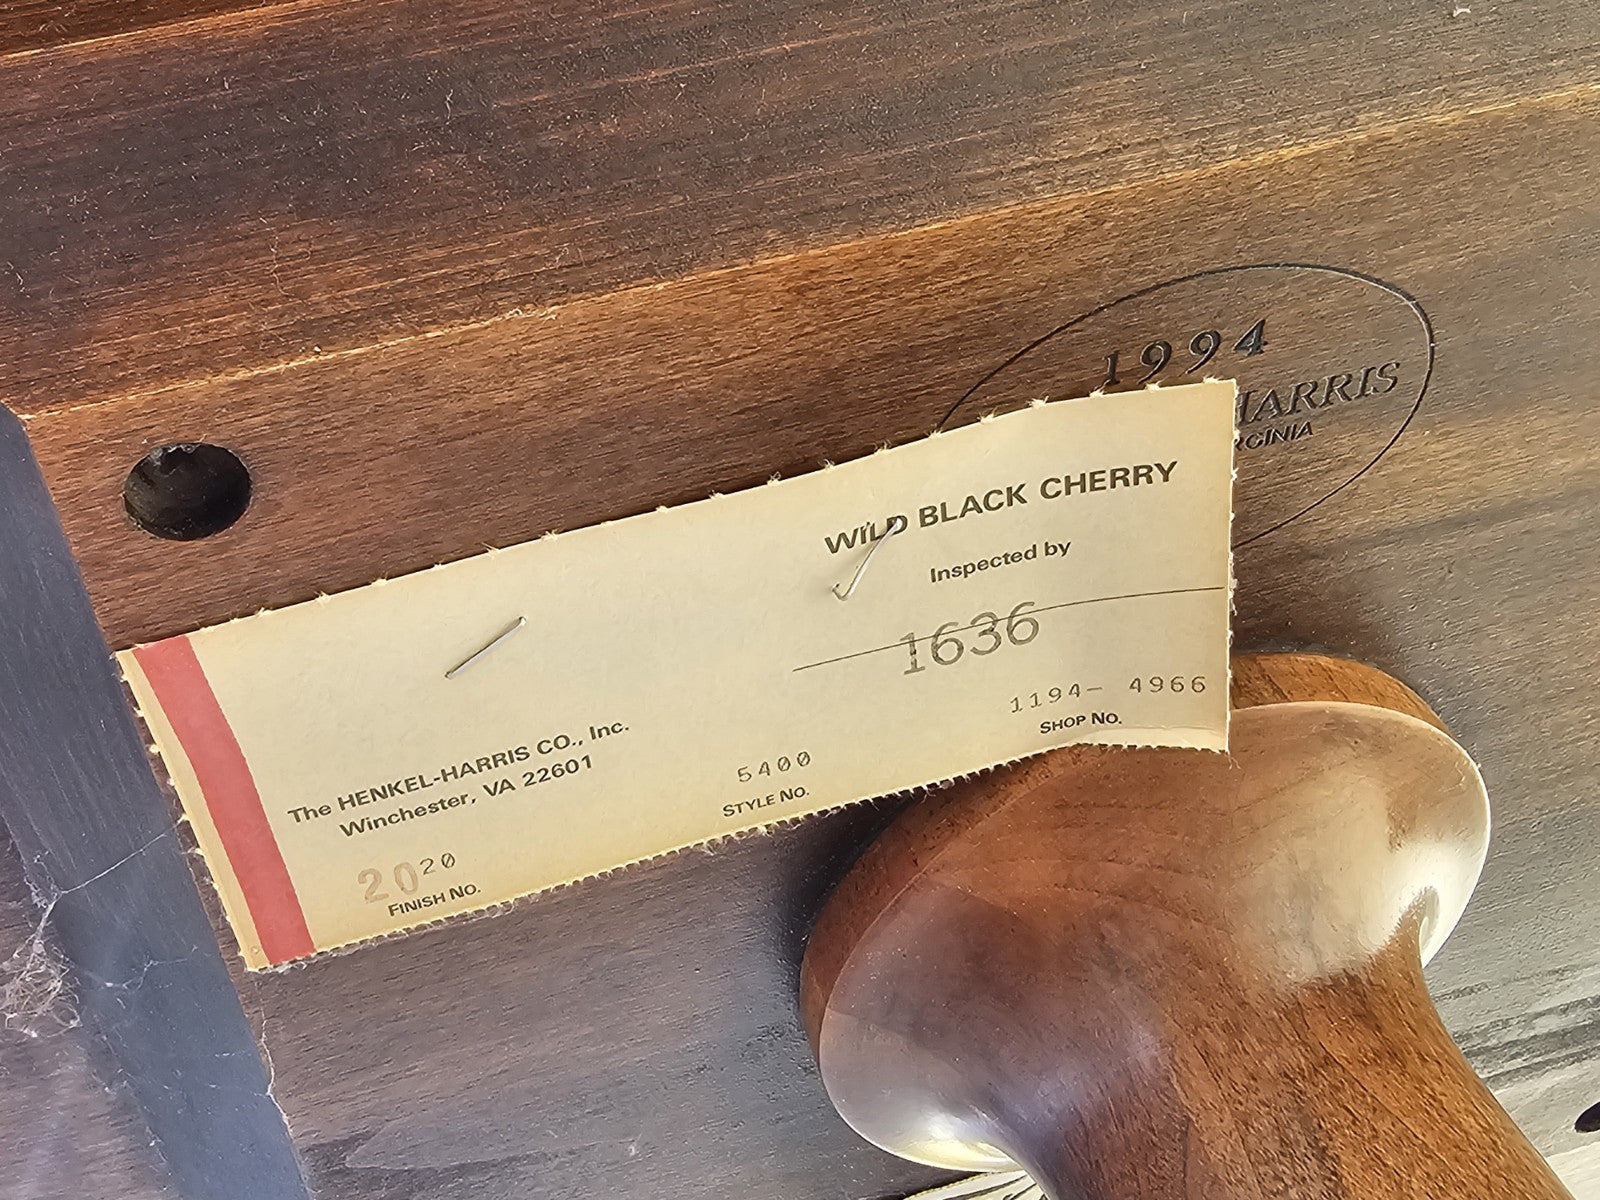 1994
HARRIS
WILD BLACK CHERRY
Inspected by
1636
1194- 4966
SHOP NO.
The HENKEL-HARRIS CO., Inc.
Winchester, VA 22601
5400
STYLE NO.
2020
FINISH NO.